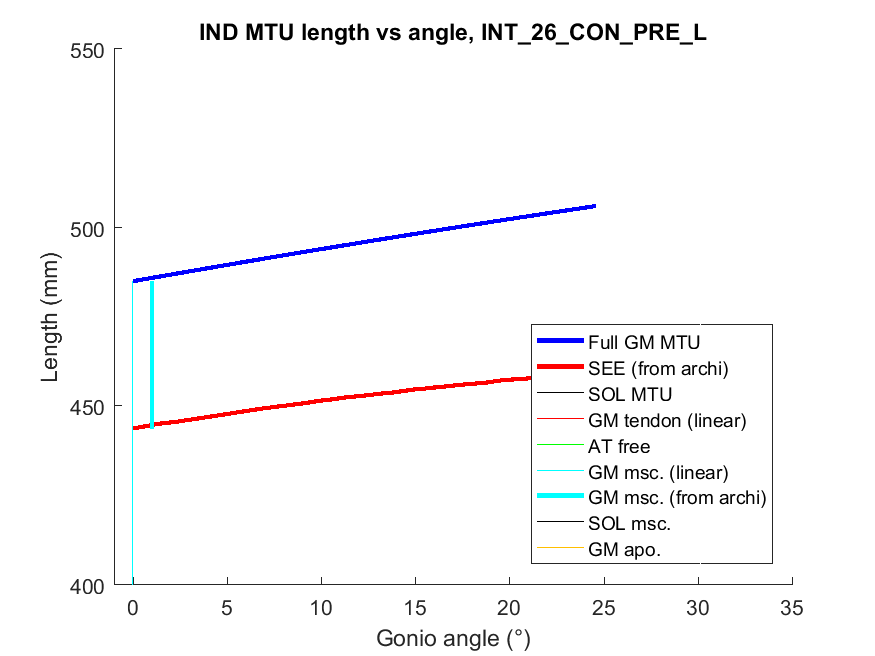 IND MTU length vs angle, INT_26_CON_PRE_L
550
500
450
400
Length (mm)
0 5 10 15 20 25 30 35
Gonio angle (°)
Full GM MTU
SEE (from archi)
SOL MTU
GM tendon (linear)
AT free
GM msc. (linear)
GM msc. (from archi)
SOL msc.
GM apo.